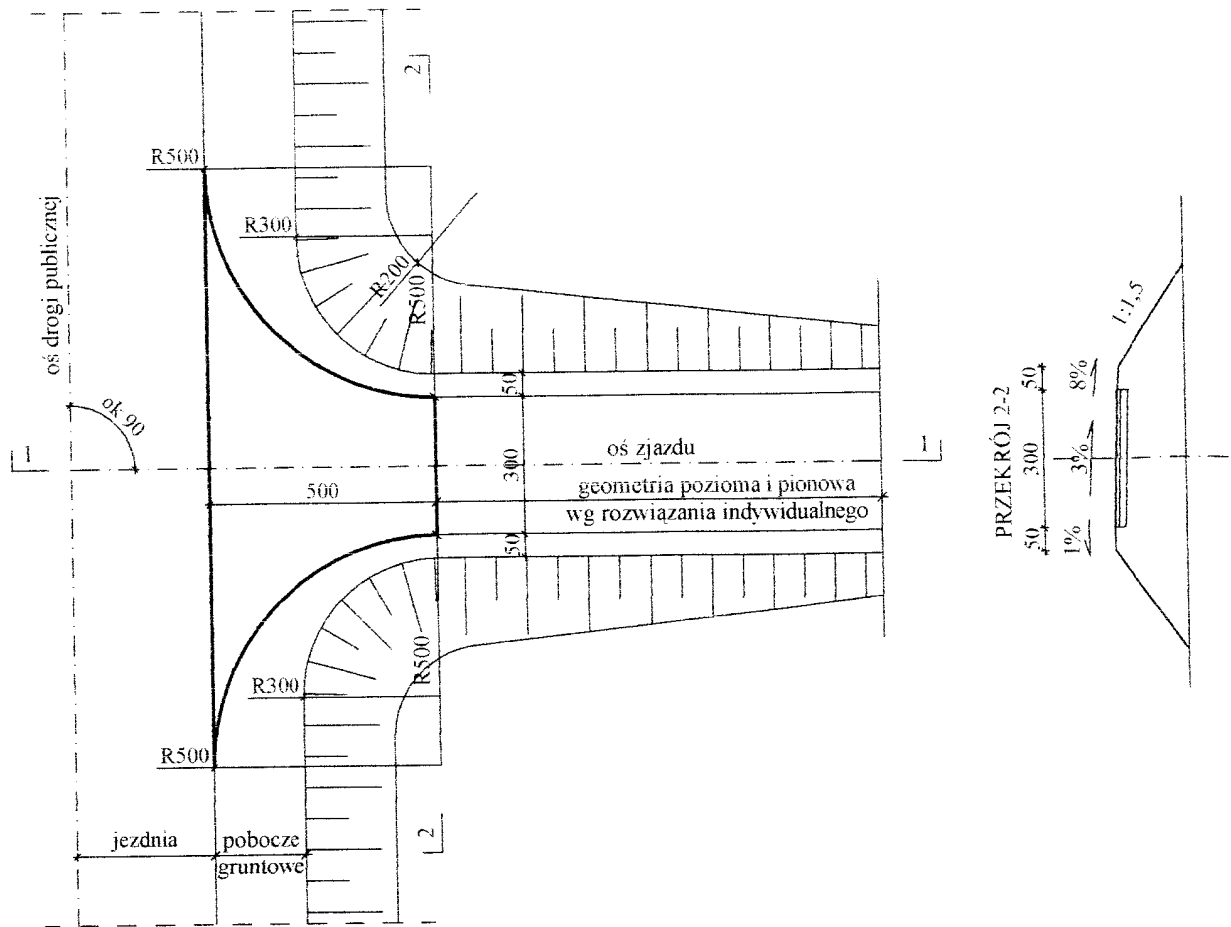 2
R500
R300
R200
R500
oś drogi publicznej
ok 90
50
1
oś zjazdu
1
300
500
geometria pozioma i pionowa
wg rozwiązania indywidualnego
50
R500
R300
R500
jezdnia
pobocze
gruntowe
2
PRZEKRÓJ 2-2
50
300
50
1%
3%
8%
1:1,5